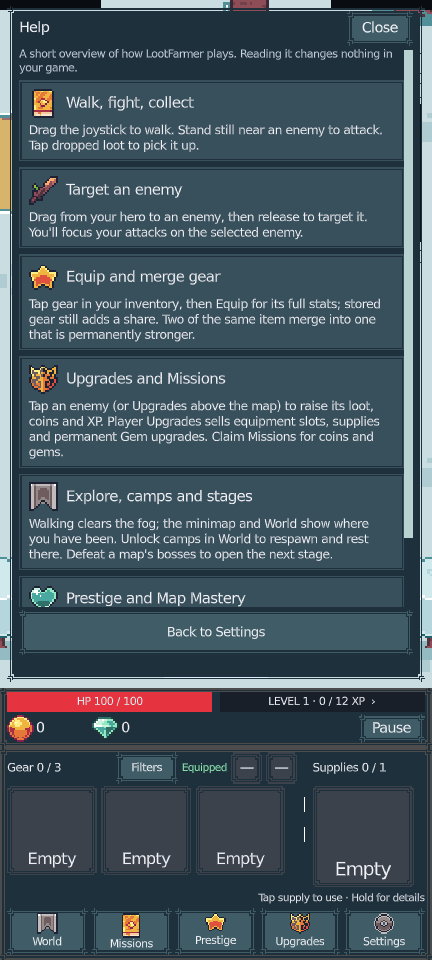 Help
Close
A short overview of how LootFarmer plays. Reading it changes nothing in
your game.
Walk, fight, collect
Drag the joystick to walk. Stand still near an enemy to attack.
Tap dropped loot to pick it up.
Target an enemy
Drag from your hero to an enemy, then release to target it.
You'll focus your attacks on the selected enemy.
Equip and merge gear
Tap gear in your inventory, then Equip for its full stats; stored
gear still adds a share. Two of the same item merge into one
that is permanently stronger.
Upgrades and Missions
Tap an enemy (or Upgrades above the map) to raise its loot,
coins and XP. Player Upgrades sells equipment slots, supplies
and permanent Gem upgrades. Claim Missions for coins and
gems.
Explore, camps and stages
Walking clears the fog; the minimap and World show where
you have been. Unlock camps in World to respawn and rest
there. Defeat a map's bosses to open the next stage.
Prestige and Map Mastery
Back to Settings
HP 100 / 100
LEVEL 1 · 0 / 12 XP ›
0
0
Pause
Gear 0 / 3
Filters
Equipped
—
—
Supplies 0 / 1
Empty
Empty
Empty
Empty
Tap supply to use · Hold for details
World
Missions
Prestige
Upgrades
Settings